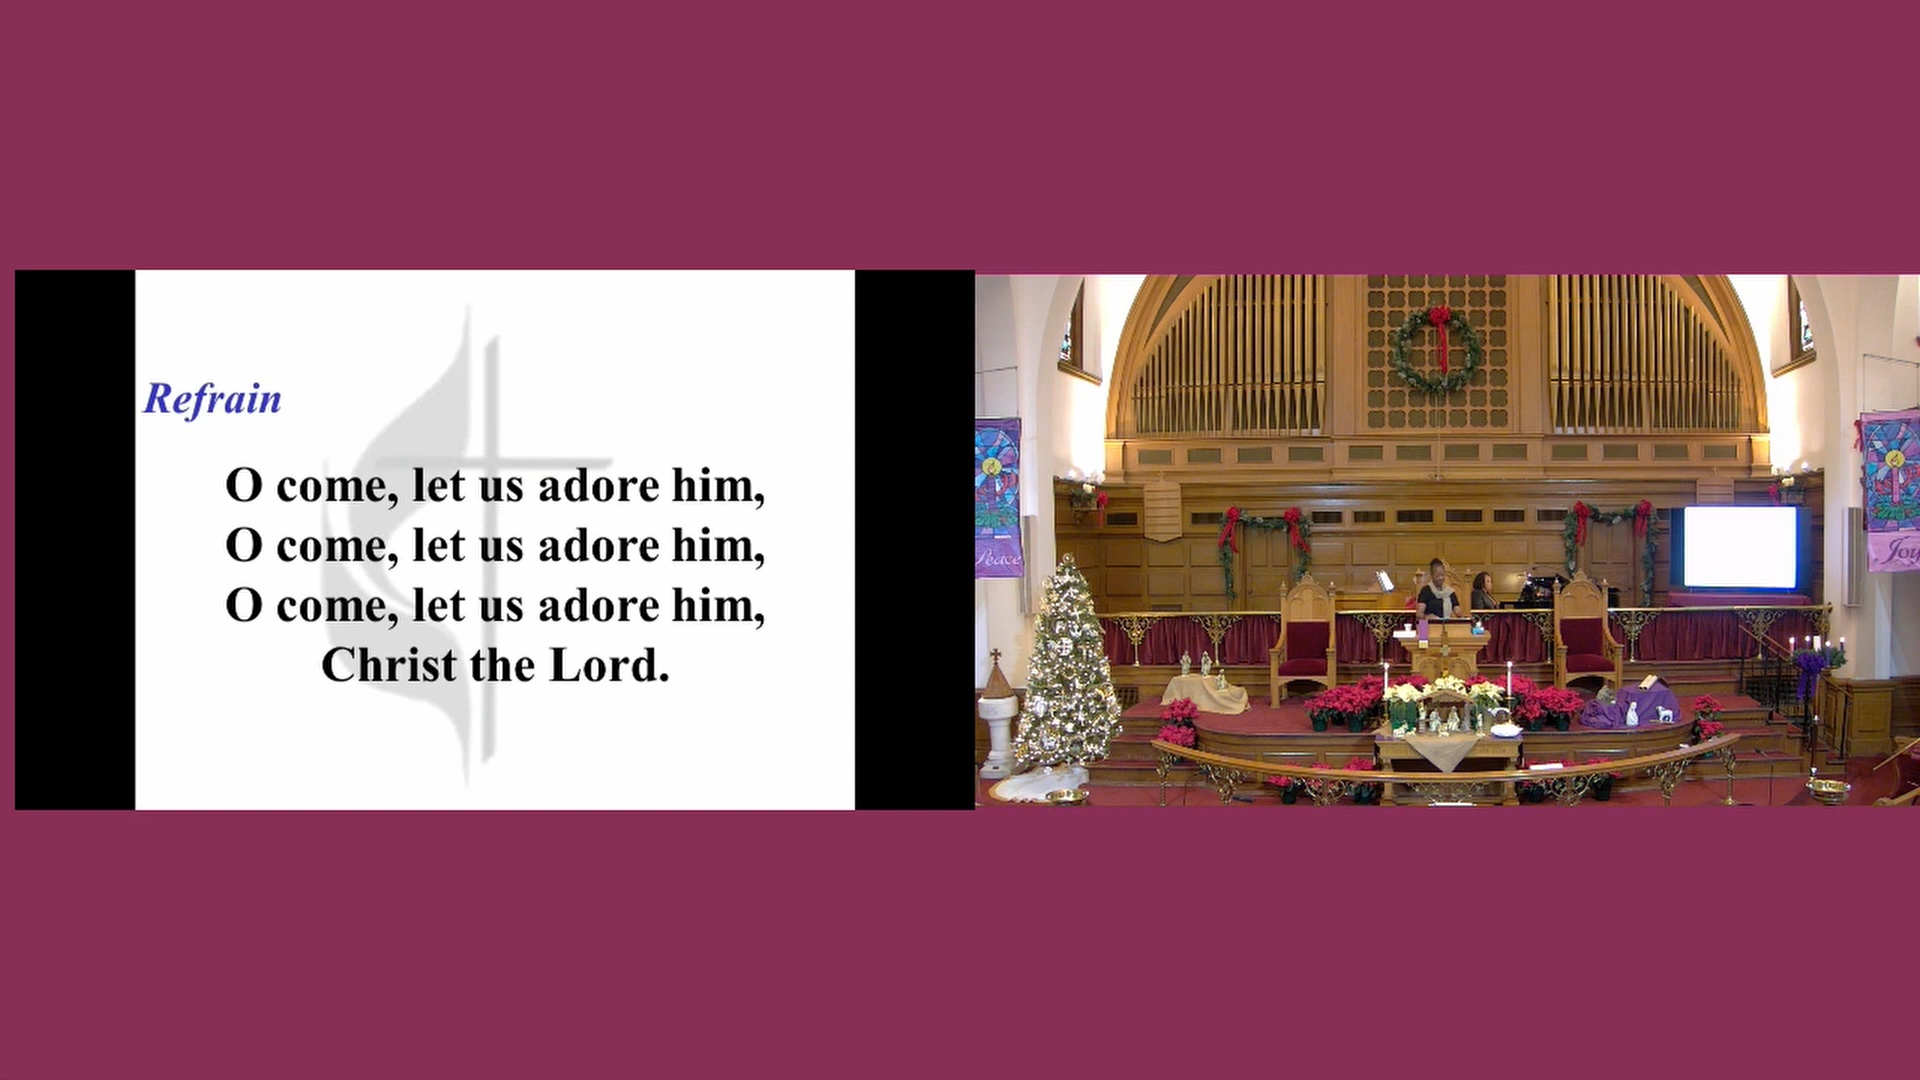 Refrain
O come, let us adore him,
O come, let us adore him,
O come, let us adore him,
Christ the Lord.
Peace
Joy